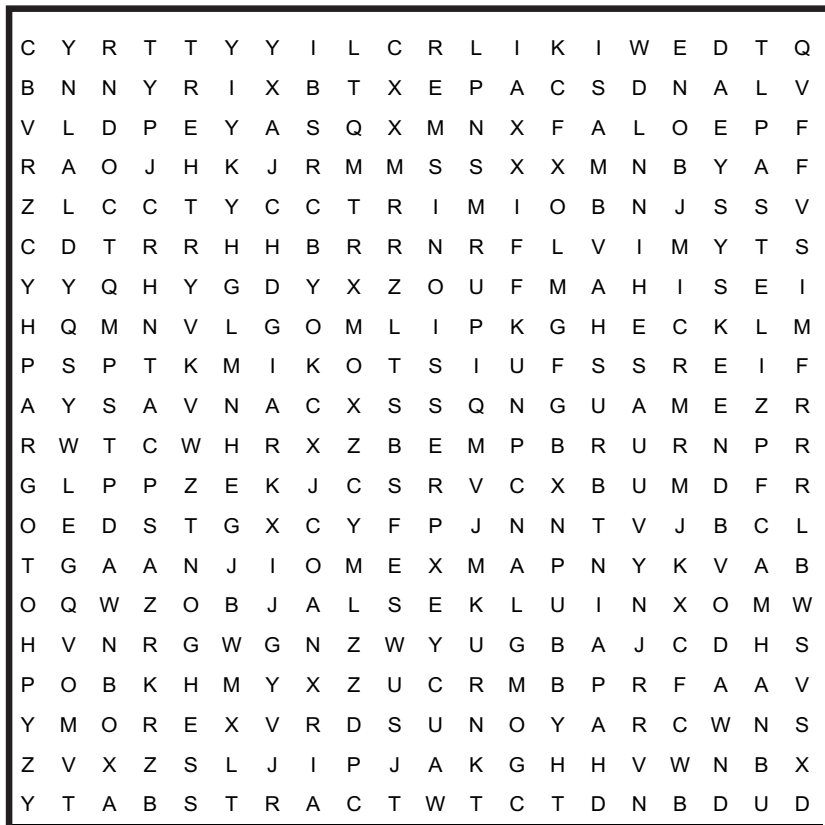 C Y R T T Y Y I L C R L I K I W E D T Q
B N N Y R I X B T X E P A C S D N A L V
V L D P E Y A S Q X M N X F A L O E P F
R A O J H K J R M M S S X X M N B Y A F
Z L C C T Y C C T R I M I O B N J S S V
C D T R R H H B R R N R F L V I M Y T S
Y Y Q H Y G D Y X Z O U F M A H I S E I
H Q M N V L G O M L I P K G H E C K L M
P S P T K M I K O T S I U F S S R E I F
A Y S A V N A C X S S Q N G U A M E Z R
R W T C W H R X Z B E M P B R U R N P R
G L P P Z E K J C S R V C X B U M D F R
O E D S T G X C Y F P J N N T V J B C L
T G A A N J I O M E X M A P N Y K V A B
O Q W Z O B J A L S E K L U I N X O M W
H V N R G W G N Z W Y U G B A J C D H S
P O B K H M Y X Z U C R M B P R F A A V
Y M O R E X V R D S U N O Y A R C W N S
Z V X Z S L J I P J A K G H H V W N B X
Y T A B S T R A C T W T C T D N B D U D